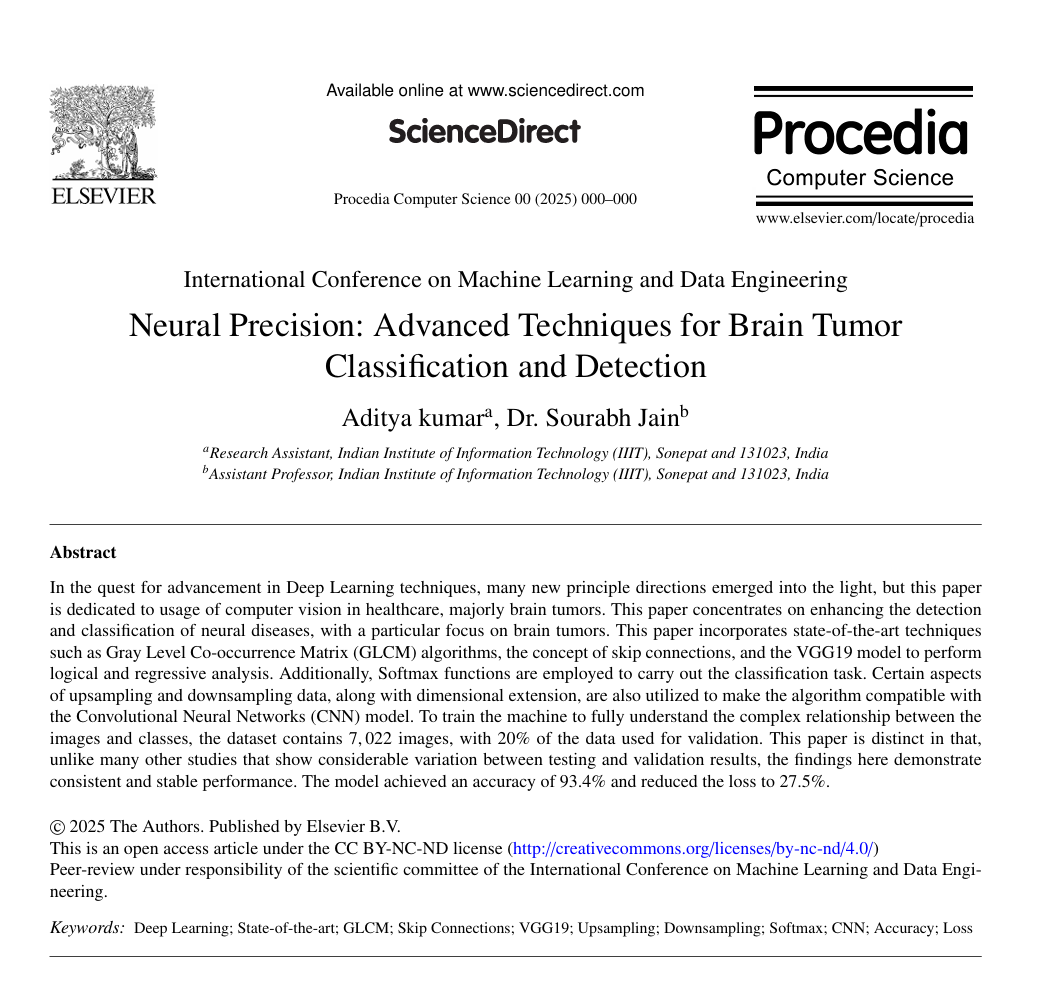 ELSEVIER
Available online at www.sciencedirect.com
ScienceDirect
Procedia Computer Science 00 (2025) 000–000
Procedia
Computer Science
www.elsevier.com/locate/procedia
International Conference on Machine Learning and Data Engineering
Neural Precision: Advanced Techniques for Brain Tumor
Classification and Detection
Aditya kumarᵃ, Dr. Sourabh Jainᵇ
ᵃResearch Assistant, Indian Institute of Information Technology (IIIT), Sonepat and 131023, India
ᵇAssistant Professor, Indian Institute of Information Technology (IIIT), Sonepat and 131023, India
Abstract
In the quest for advancement in Deep Learning techniques, many new principle directions emerged into the light, but this paper
is dedicated to usage of computer vision in healthcare, majorly brain tumors. This paper concentrates on enhancing the detection
and classification of neural diseases, with a particular focus on brain tumors. This paper incorporates state-of-the-art techniques
such as Gray Level Co-occurrence Matrix (GLCM) algorithms, the concept of skip connections, and the VGG19 model to perform
logical and regressive analysis. Additionally, Softmax functions are employed to carry out the classification task. Certain aspects
of upsampling and downsampling data, along with dimensional extension, are also utilized to make the algorithm compatible with
the Convolutional Neural Networks (CNN) model. To train the machine to fully understand the complex relationship between the
images and classes, the dataset contains 7, 022 images, with 20% of the data used for validation. This paper is distinct in that,
unlike many other studies that show considerable variation between testing and validation results, the findings here demonstrate
consistent and stable performance. The model achieved an accuracy of 93.4% and reduced the loss to 27.5%.
© 2025 The Authors. Published by Elsevier B.V.
This is an open access article under the CC BY-NC-ND license (http://creativecommons.org/licenses/by-nc-nd/4.0/)
Peer-review under responsibility of the scientific committee of the International Conference on Machine Learning and Data Engi-
neering.
Keywords: Deep Learning; State-of-the-art; GLCM; Skip Connections; VGG19; Upsampling; Downsampling; Softmax; CNN; Accuracy; Loss